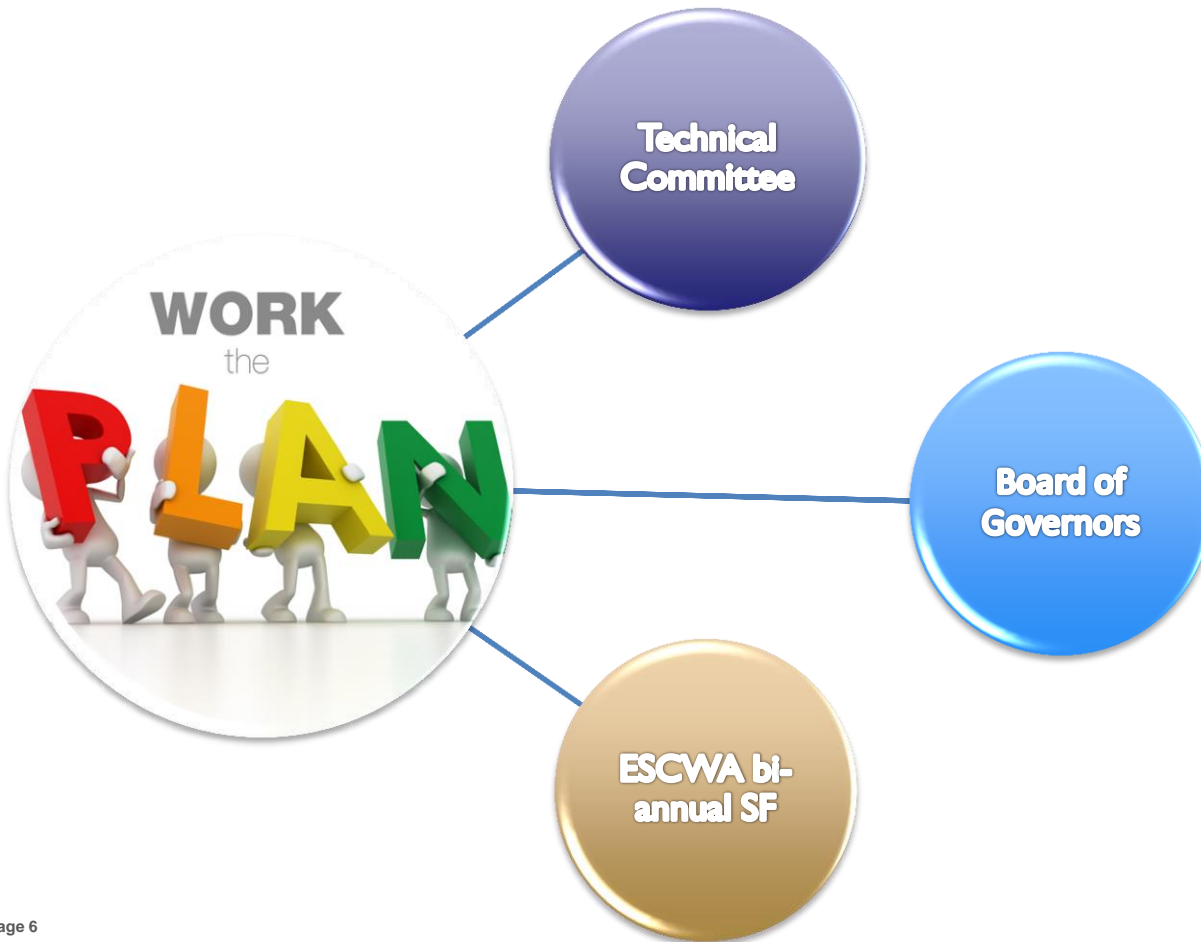 Technical
Committee
WORK
the
PLAN
Board of
Governors
ESCWA bi-
annual SF
age 6